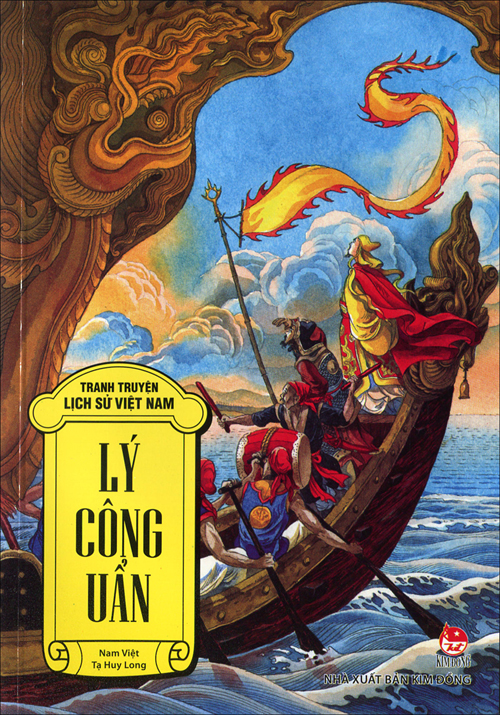 TRANH TRUYỆN
LỊCH SỬ VIỆT NAM
LÝ
CÔNG
UẨN
Nam Việt
Tạ Huy Long
KIM ĐỒNG
NHÀ XUẤT BẢN KIM ĐỒNG